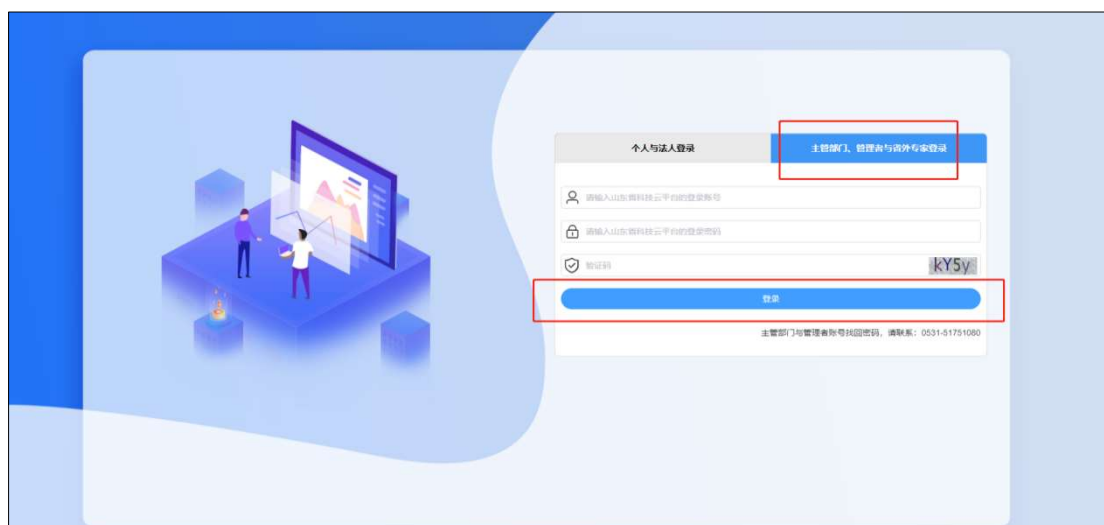 个人与法人登录
主管部门、管理者与省外专家登录
请输入山东省科技云平台的登录账号
请输入山东省科技云平台的登录密码
验证码
kY5y
登录
主管部门与管理者账号找回密码，请联系：0531-51751080